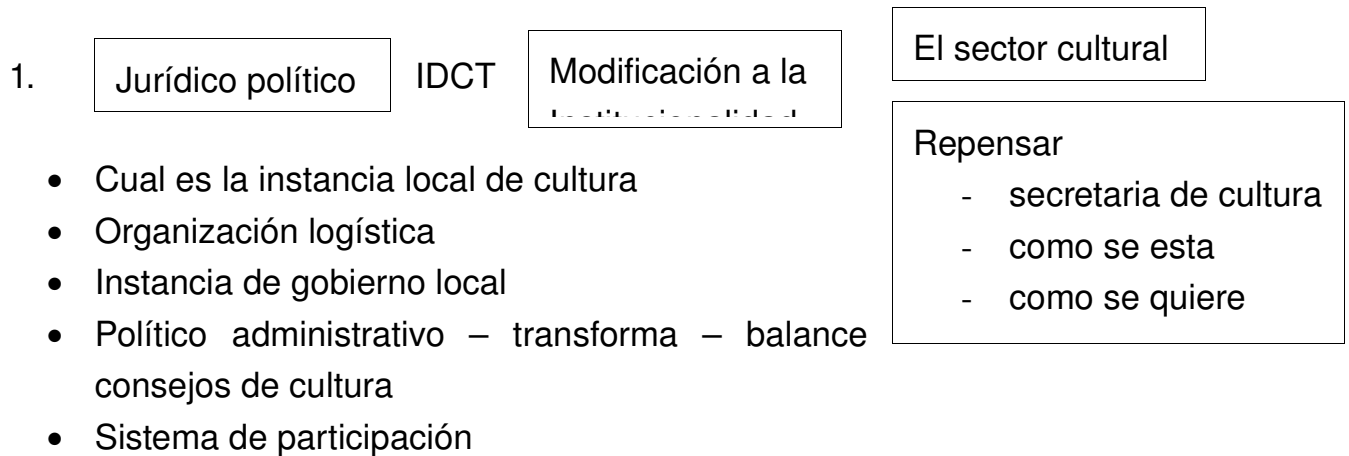 1. Jurídico político IDCT Modificación a la
El sector cultural
Repensar
- secretaria de cultura
- como se esta
- como se quiere
• Cual es la instancia local de cultura
• Organización logística
• Instancia de gobierno local
• Político administrativo – transforma – balance
consejos de cultura
• Sistema de participación